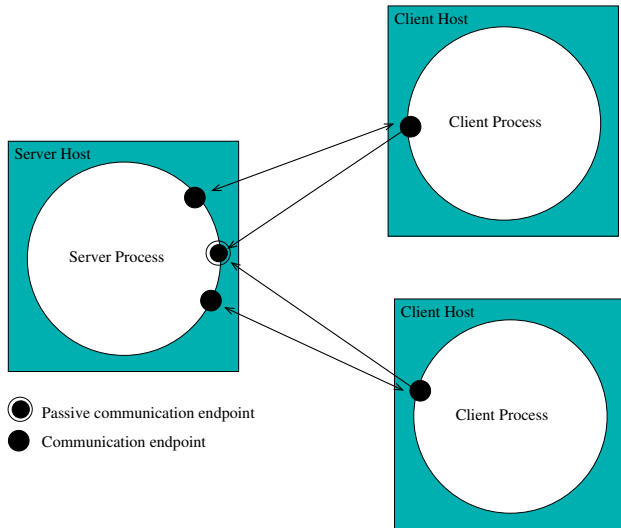 Client Host
Client Process
Server Host
Server Process
Client Host
Client Process
Passive communication endpoint
Communication endpoint